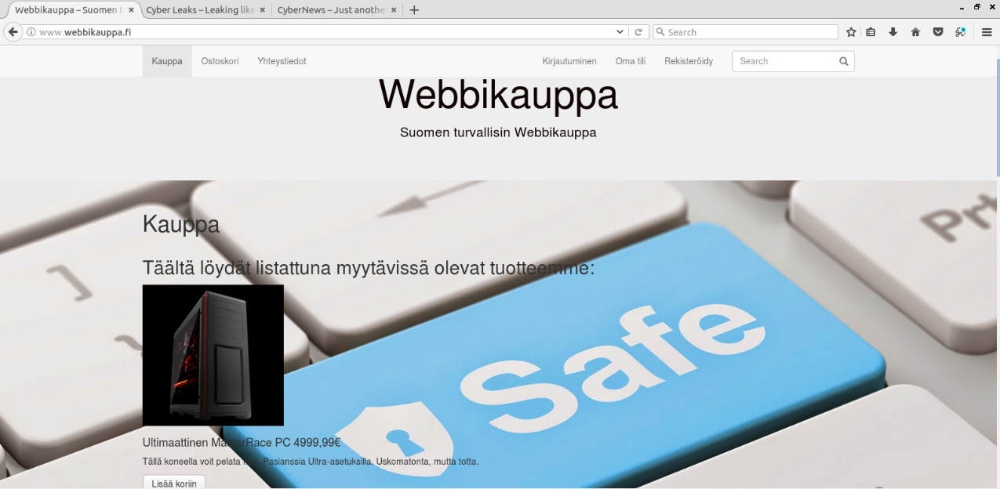 Webbikauppa – Suomen t
Cyber Leaks – Leaking like
CyberNews – Just anothe
www.webbikauppa.fi
Search
Kauppa
Ostoskori
Yhteystiedot
Kirjautuminen
Oma tili
Rekisteröidy
Search
Webbikauppa
Suomen turvallisin Webbikauppa
Kauppa
Täältä löydät listattuna myytävissä olevat tuotteemme:
Prt
]
}
Safe
Ultimaattinen MasterRace PC 4999,99€
Tällä koneella voit pelata Pasianssia Ultra-asetuksilla. Uskomatonta, mutta totta.
Lisää koriin